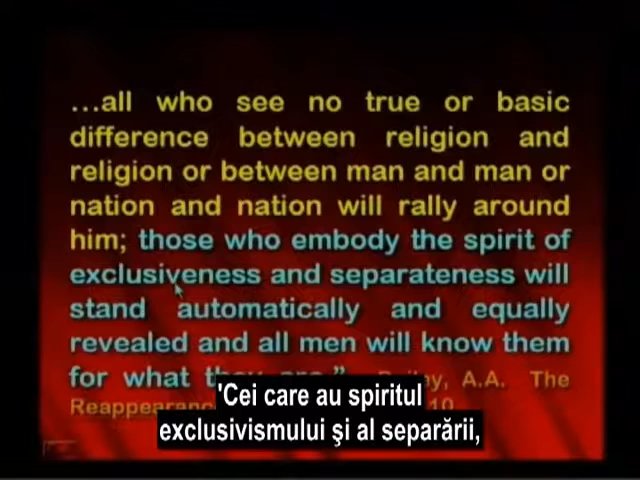 ...all who see no true or basic
difference between religion and
religion or between man and man or
nation and nation will rally around
him; those who embody the spirit of
exclusiveness and separateness will
stand automatically and equally
revealed and all men will know them
for what A.A. The
'Cei care au spiritul
exclusivismului şi al separării,